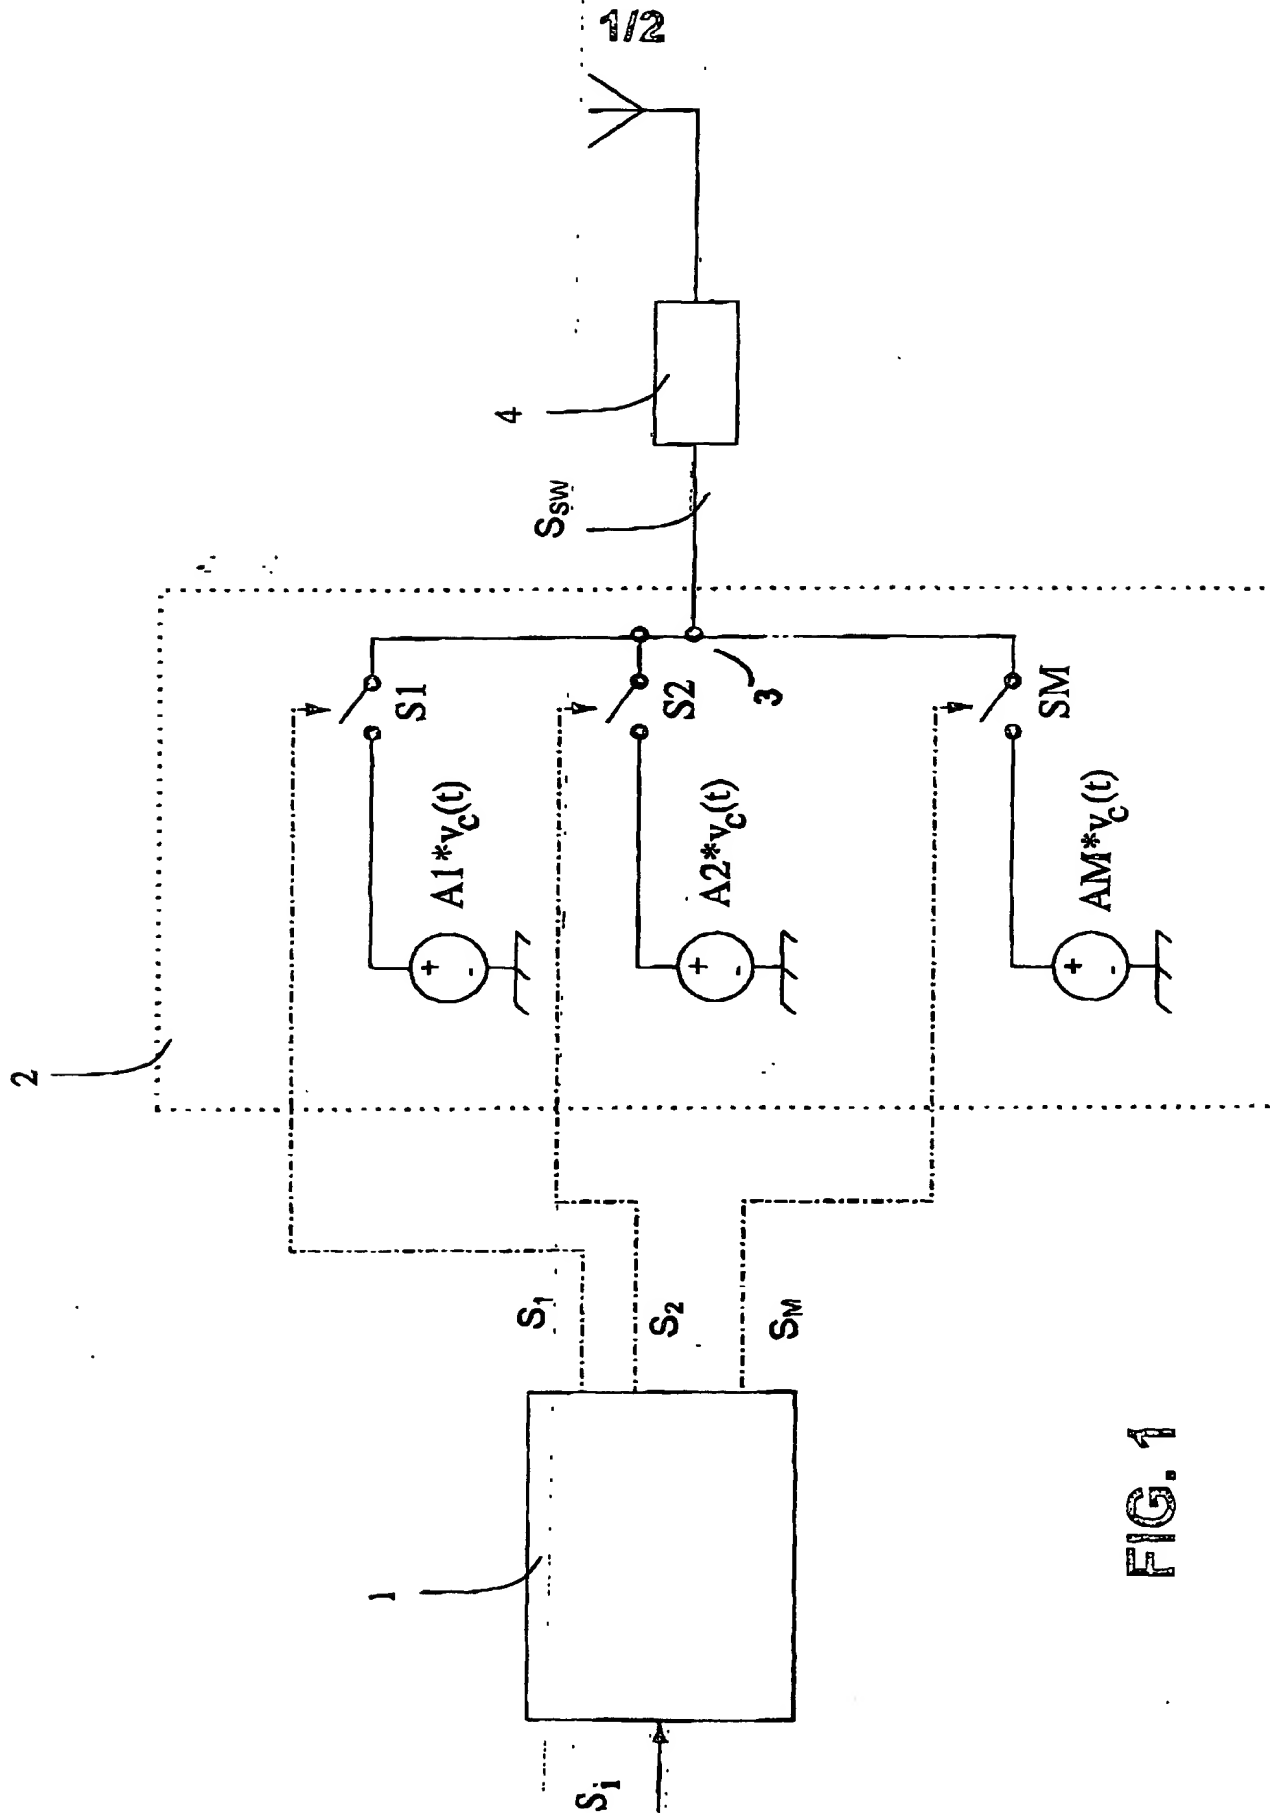 1/2
2
4
S_SW
S1
S2
3
SM
A1*v_c(t)
A2*v_c(t)
AM*v_c(t)
+
-
+
-
+
-
S_1
S_2
S_M
1
S_i
FIG. 1